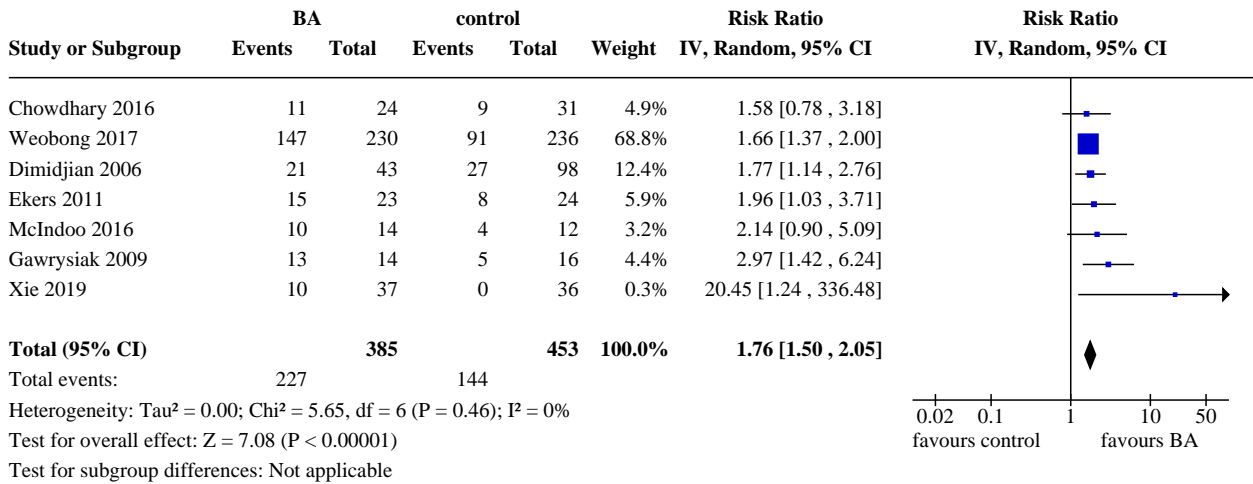 BA control Risk Ratio Risk Ratio
Study or Subgroup Events Total Events Total Weight IV, Random, 95% CI IV, Random, 95% CI
Chowdhary 2016 11 24 9 31 4.9% 1.58 [0.78 , 3.18]
Weobong 2017 147 230 91 236 68.8% 1.66 [1.37 , 2.00]
Dimidjian 2006 21 43 27 98 12.4% 1.77 [1.14 , 2.76]
Ekers 2011 15 23 8 24 5.9% 1.96 [1.03 , 3.71]
McIndoo 2016 10 14 4 12 3.2% 2.14 [0.90 , 5.09]
Gawrysiak 2009 13 14 5 16 4.4% 2.97 [1.42 , 6.24]
Xie 2019 10 37 0 36 0.3% 20.45 [1.24 , 336.48]
Total (95% CI) 385 453 100.0% 1.76 [1.50 , 2.05]
Total events: 227 144
Heterogeneity: Tau² = 0.00; Chi² = 5.65, df = 6 (P = 0.46); I² = 0%
0.02 0.1 1 10 50
Test for overall effect: Z = 7.08 (P < 0.00001)
favours control favours BA
Test for subgroup differences: Not applicable